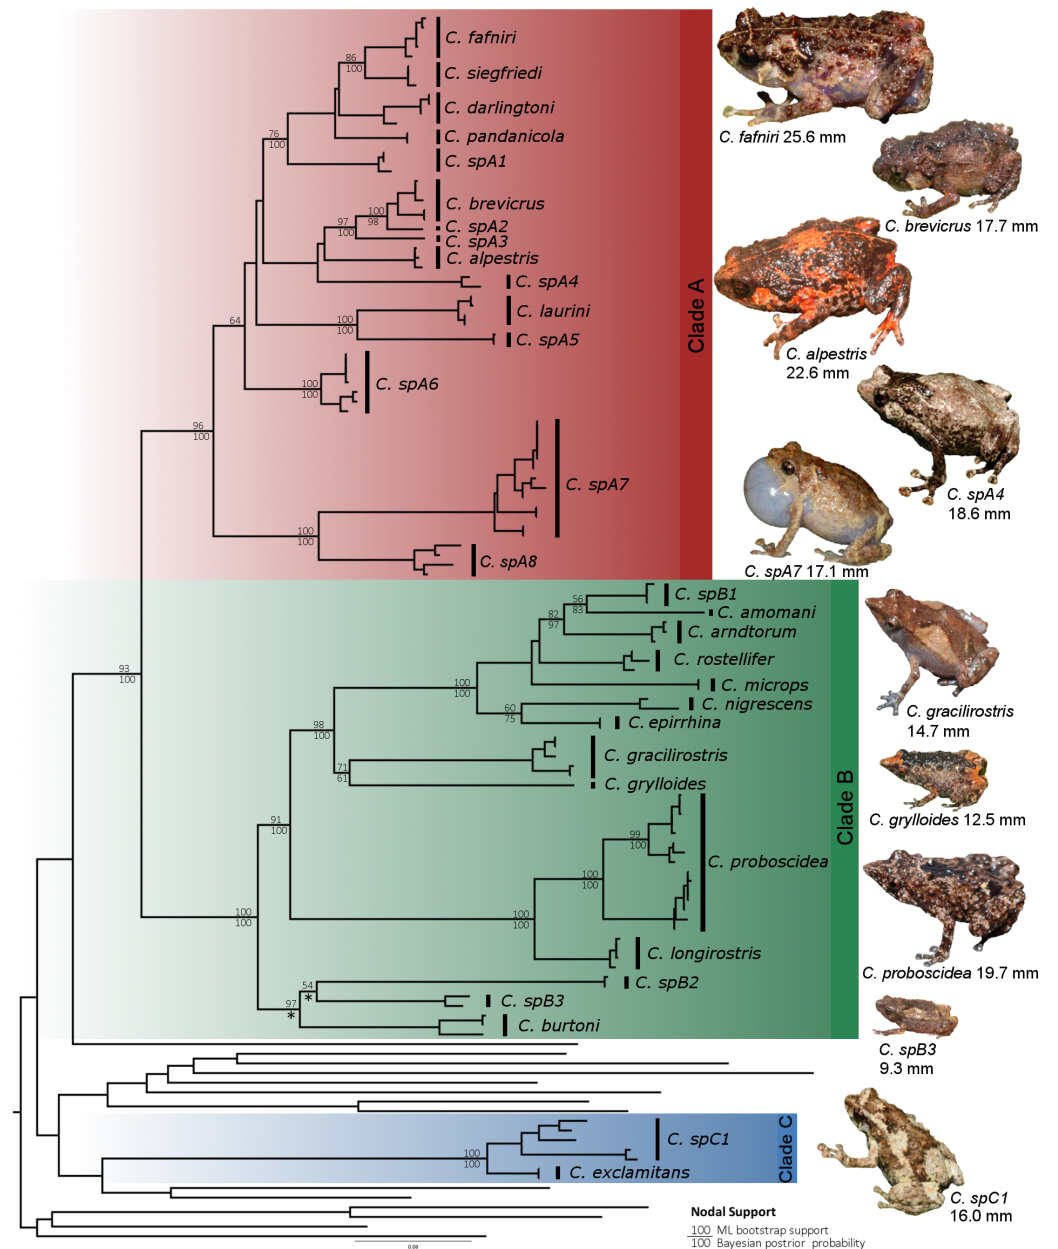 C. fafniri
86
100
C. siegfriedi
C. darlingtoni
C. pandanicola
76
100
C. spA1
C. brevicrus
100
98
97
100
C. spA2
C. spA3
C. alpestris
C. spA4
C. laurini
100
100
C. spA5
64
C. spA6
100
100
96
100
C. spA7
100
100
C. spA8
Clade A
C. fafniri 25.6 mm
C. brevicrus 17.7 mm
C. alpestris
22.6 mm
C. spA4
18.6 mm
C. spA7 17.1 mm
C. spB1
56
83
C. amomani
82
97
C. arndtorum
C. rostellifer
93
100
100
100
C. microps
C. nigrescens
60
75
C. epirrhina
98
100
C. gracilirostris
71
61
C. grylloides
91
100
99
100
C. proboscidea
100
100
100
100
100
100
C. longirostris
54
*
C. spB2
97
*
C. spB3
C. burtoni
Clade B
C. gracilirostris
14.7 mm
C. grylloides 12.5 mm
C. proboscidea 19.7 mm
C. spB3
9.3 mm
C. spC1
100
100
C. exclamitans
Clade C
C. spC1
16.0 mm
Nodal Support
100 ML bootstrap support
100 Bayesian postrior probability
0.08